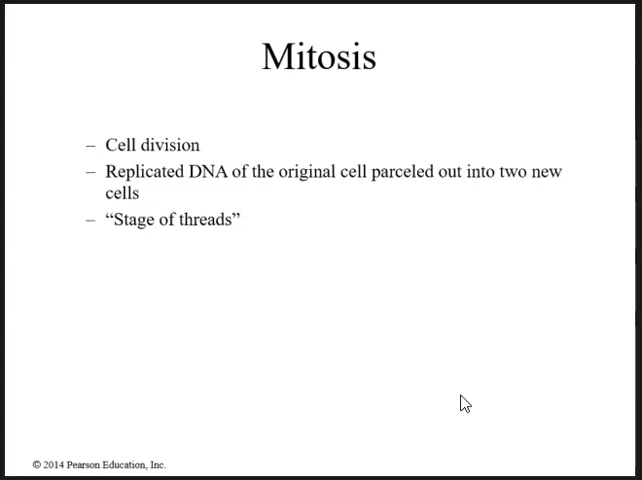 Mitosis
– Cell division
– Replicated DNA of the original cell parceled out into two new
cells
– “Stage of threads”
© 2014 Pearson Education, Inc.